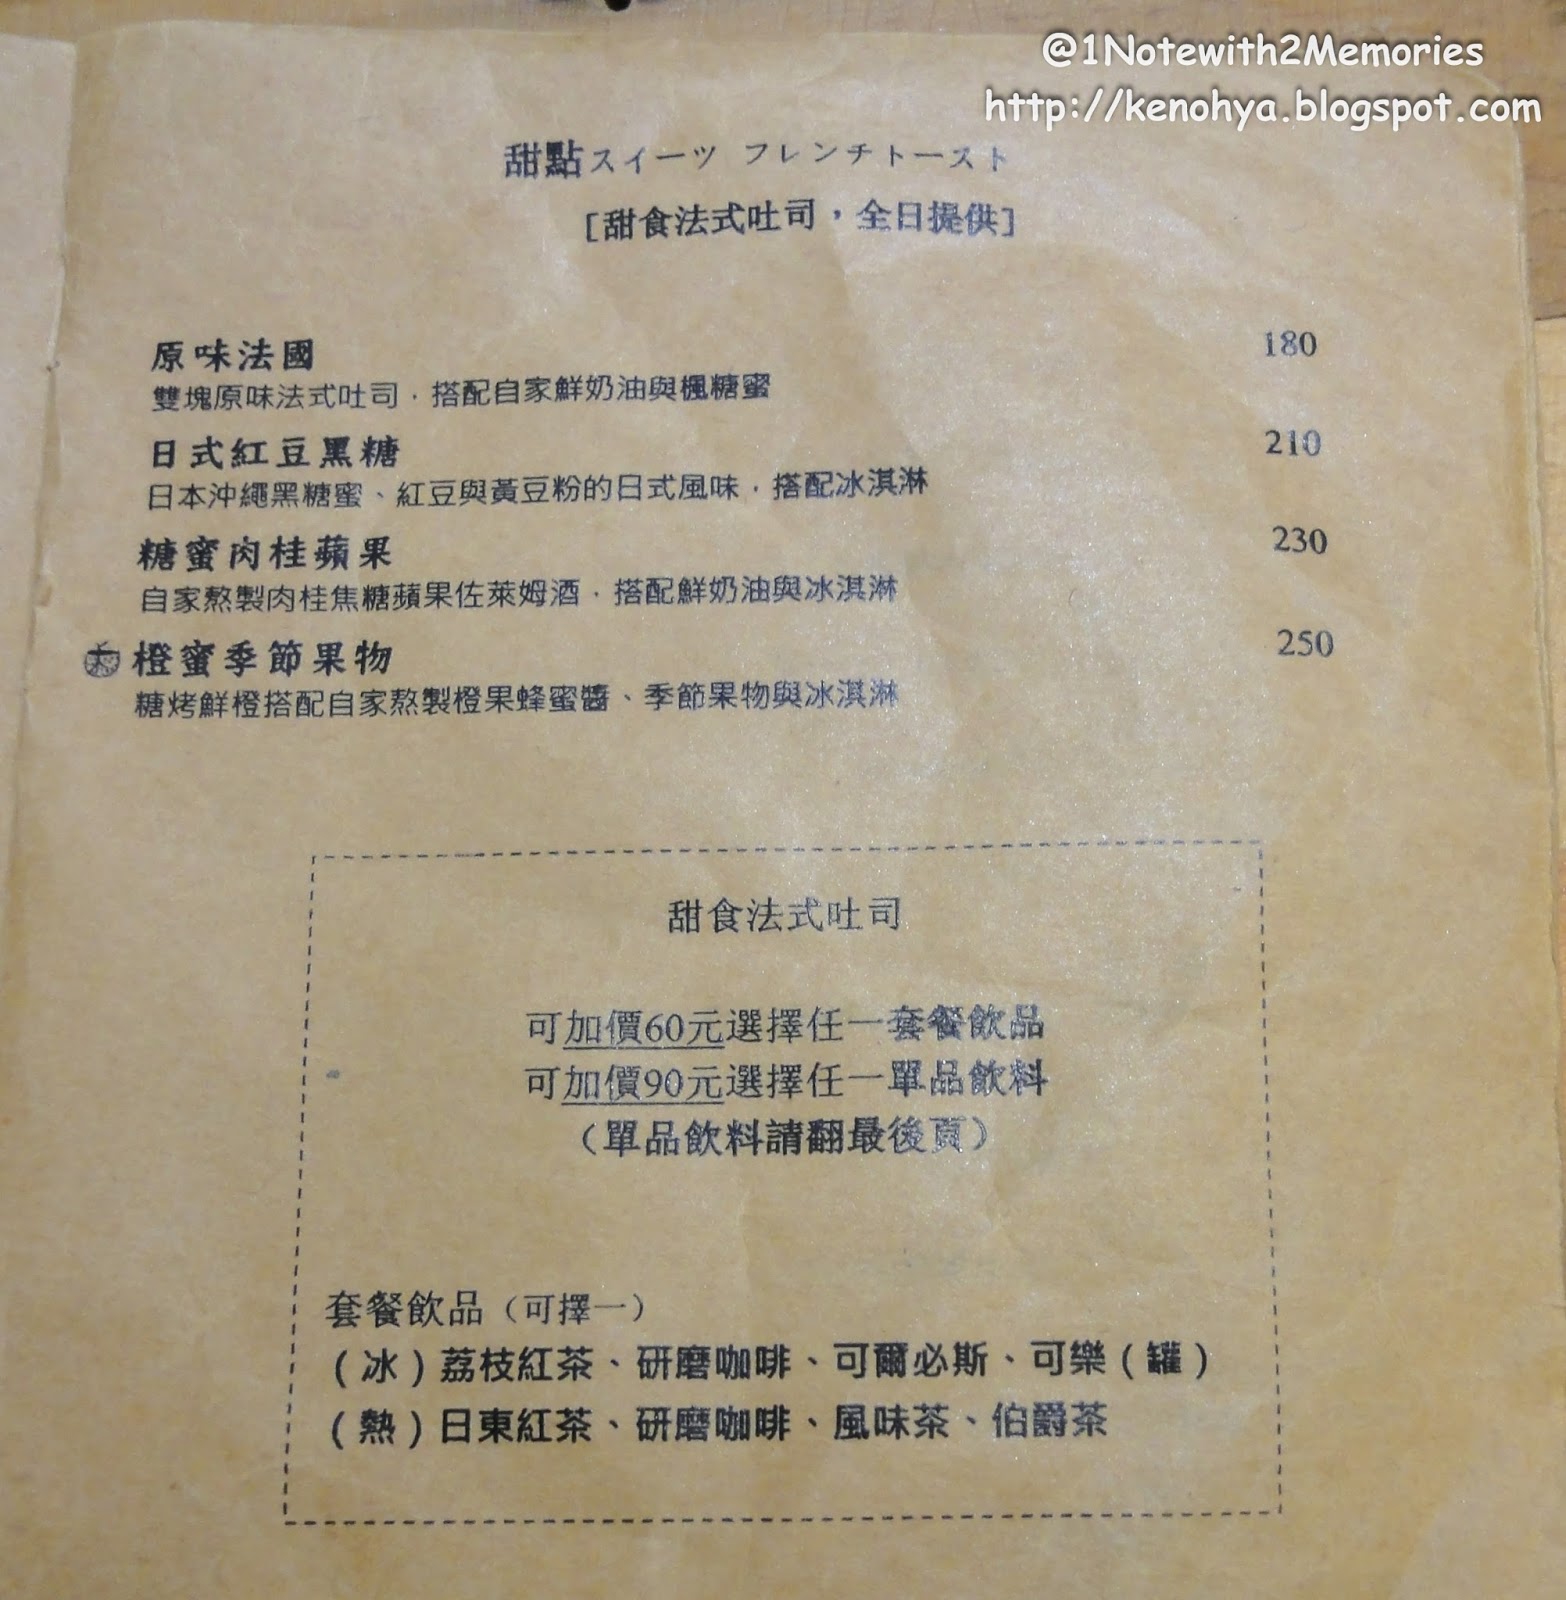 @1Notewith2Memories
http://kenohya.blogspot.com
甜點スイーツ フレンチトースト
[甜食法式吐司，全日提供]
原味法國 180
雙塊原味法式吐司，搭配自家鮮奶油與楓糖蜜
日式紅豆黑糖 210
日本沖繩黑糖蜜、紅豆與黃豆粉的日式風味，搭配冰淇淋
糖蜜肉桂蘋果 230
自家熬製肉桂焦糖蘋果佐萊姆酒，搭配鮮奶油與冰淇淋
橙蜜季節果物 250
糖烤鮮橙搭配自家熬製橙果蜂蜜醬、季節果物與冰淇淋
甜食法式吐司
可加價60元選擇任一套餐飲品
可加價90元選擇任一單品飲料
（單品飲料請翻最後頁）
套餐飲品（可擇一）
（冰）荔枝紅茶、研磨咖啡、可爾必斯、可樂（罐）
（熱）日東紅茶、研磨咖啡、風味茶、伯爵茶